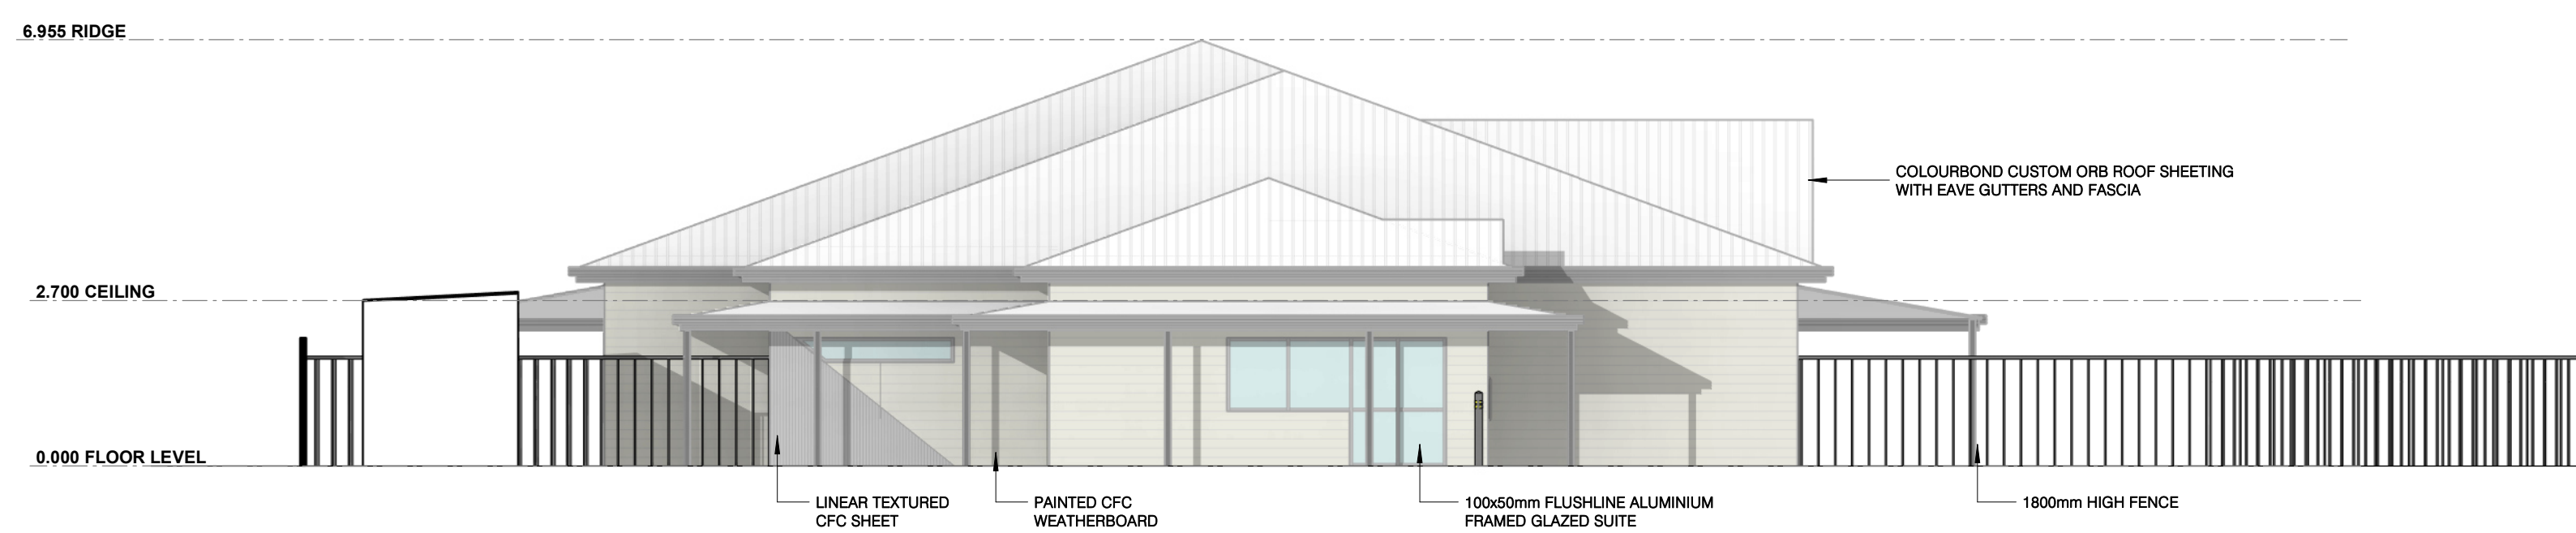 6.955 RIDGE
COLOURBOND CUSTOM ORB ROOF SHEETING
WITH EAVE GUTTERS AND FASCIA
2.700 CEILING
0.000 FLOOR LEVEL
LINEAR TEXTURED
CFC SHEET
PAINTED CFC
WEATHERBOARD
100x50mm FLUSHLINE ALUMINIUM
FRAMED GLAZED SUITE
1800mm HIGH FENCE